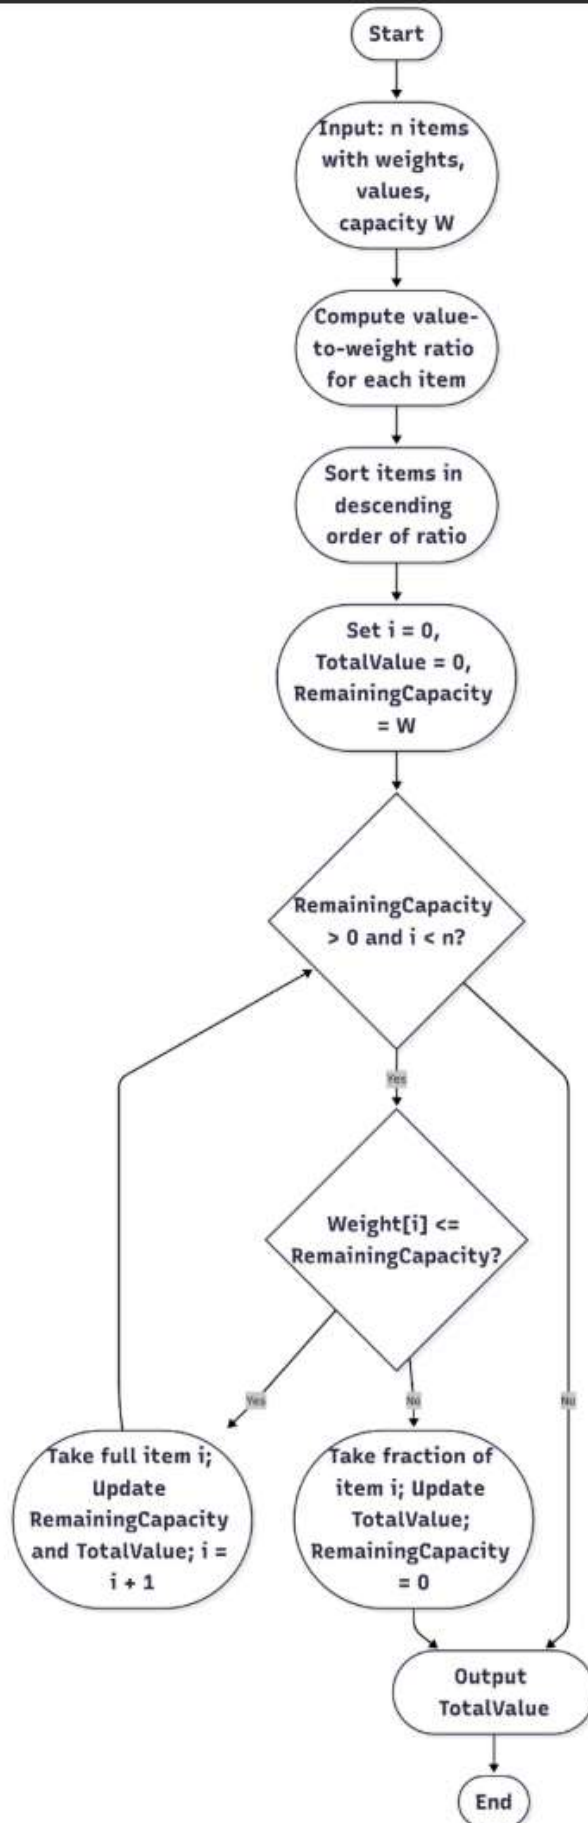 Start
Input: n items
with weights,
values,
capacity W
Compute value-
to-weight ratio
for each item
Sort items in
descending
order of ratio
Set i = 0,
TotalValue = 0,
RemainingCapacity
= W
RemainingCapacity
> 0 and i < n?
Yes
Weight[i] <=
RemainingCapacity?
Yes
No
No
Take full item i;
Update
RemainingCapacity
and TotalValue; i =
i + 1
Take fraction of
item i; Update
TotalValue;
RemainingCapacity
= 0
Output
TotalValue
End